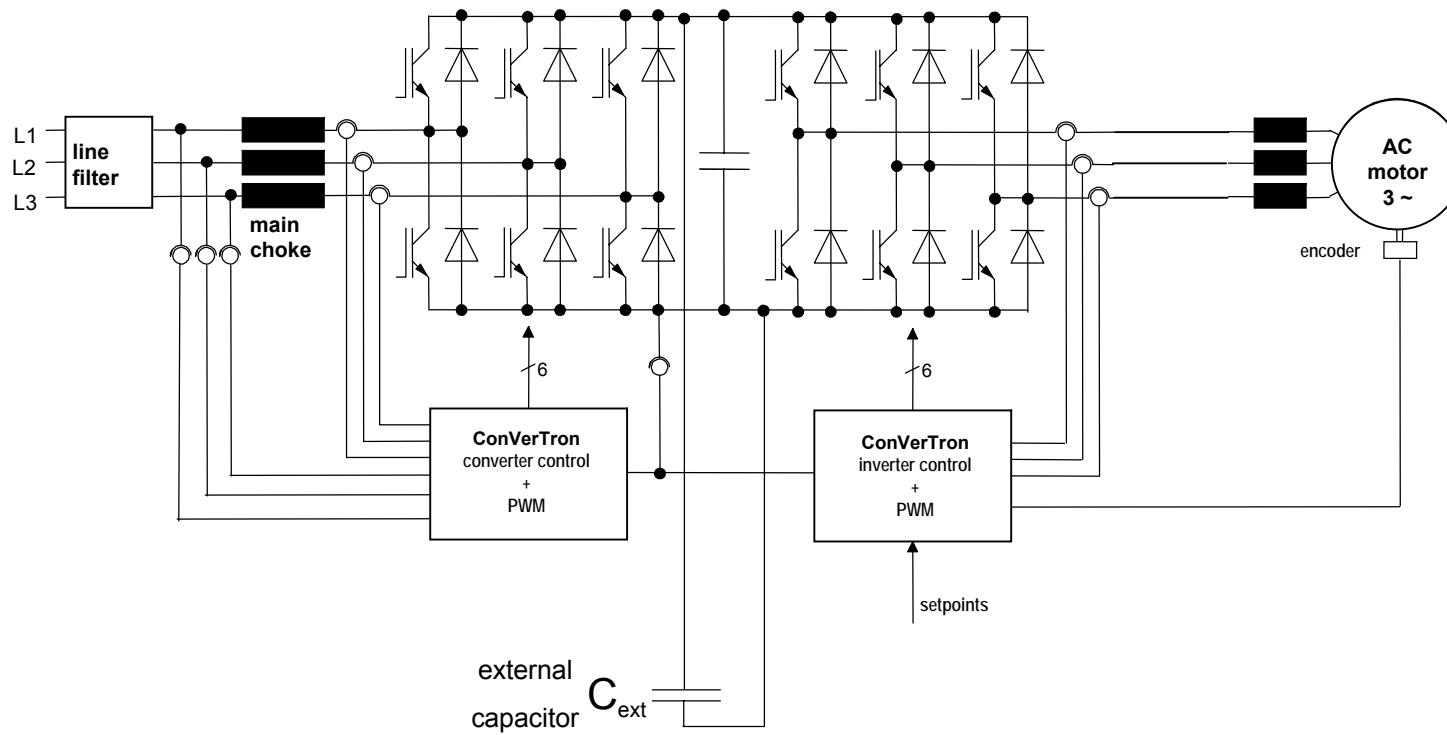 L1
L2
L3
line
filter
main
choke
AC
motor
3 ~
encoder
6
6
ConVerTron
converter control
+
PWM
ConVerTron
inverter control
+
PWM
setpoints
external
capacitor
Cext